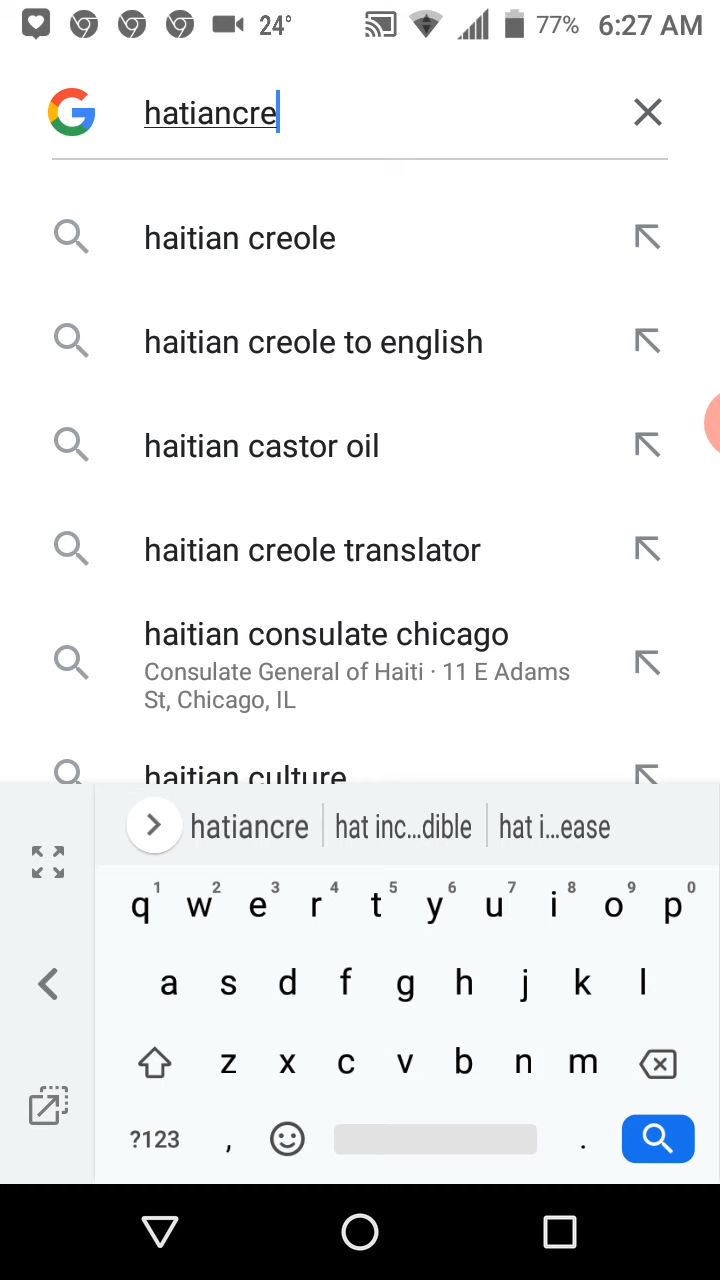 24° 77% 6:27 AM
hatiancre
haitian creole
haitian creole to english
haitian castor oil
haitian creole translator
haitian consulate chicago
Consulate General of Haiti · 11 E Adams
St, Chicago, IL
haitian culture
hatiancre hat inc...dible hat i...ease
1 2 3 4 5 6 7 8 9 0
q w e r t y u i o p
a s d f g h j k l
z x c v b n m
?123 , .